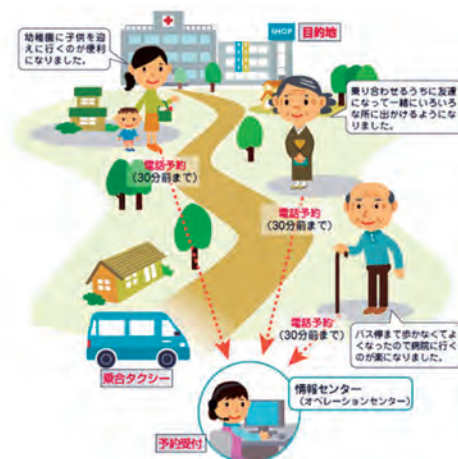 幼稚園に子供を迎
えに行くのが便利
になりました。
SHOP
目的地
乗り合わせるうちに友達
になって一緒にいろいろ
な所に出かけるようにな
りました。
電話予約
(30分前まで)
電話予約
(30分前まで)
電話予約
(30分前まで)
バス停まで歩かなくてよ
くなったので病院に行く
のが楽になりました。
乗合タクシー
情報センター
(オペレーションセンター)
予約受付